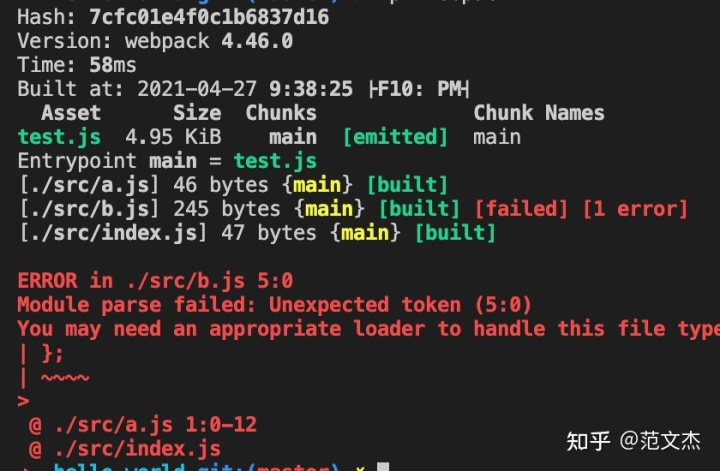 Hash: 7cfc01e4f0c1b6837d16
Version: webpack 4.46.0
Time: 58ms
Built at: 2021-04-27 9:38:25 ├F10: PM┤
Asset Size Chunks Chunk Names
test.js 4.95 KiB main [emitted] main
Entrypoint main = test.js
[./src/a.js] 46 bytes {main} [built]
[./src/b.js] 245 bytes {main} [built] [failed] [1 error]
[./src/index.js] 47 bytes {main} [built]
ERROR in ./src/b.js 5:0
Module parse failed: Unexpected token (5:0)
You may need an appropriate loader to handle this file type
| };
| ~~~~
>
@ ./src/a.js 1:0-12
@ ./src/index.js
知乎 @范文杰
hello-world git:(master)